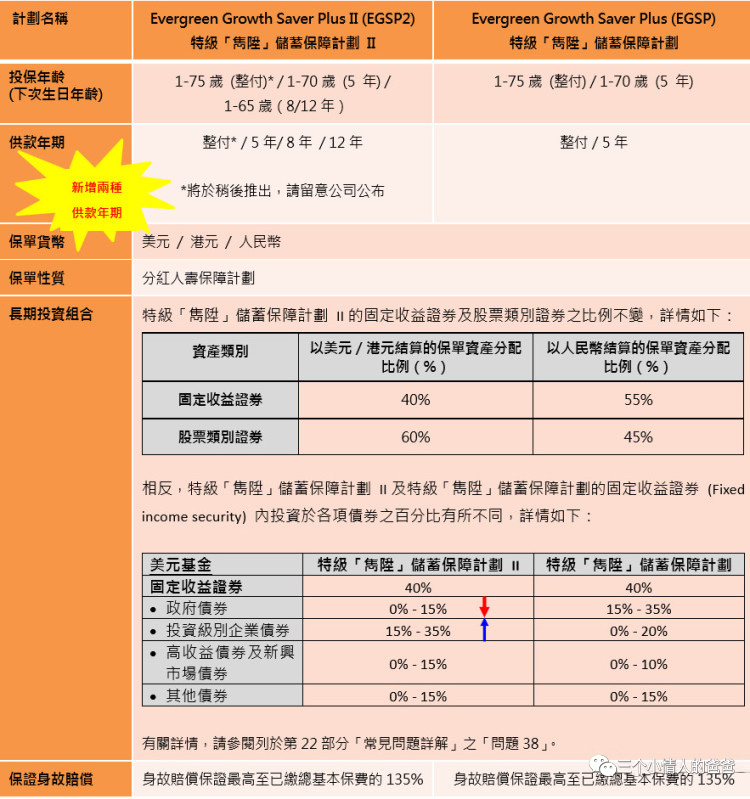 計劃名稱
Evergreen Growth Saver Plus II (EGSP2)
特級「雋陞」儲蓄保障計劃 II
Evergreen Growth Saver Plus (EGSP)
特級「雋陞」儲蓄保障計劃
投保年齡
(下次生日年齡)
1-75 歲 (整付)* / 1-70 歲 (5 年) /
1-65 歲 ( 8/12 年 )
1-75 歲 (整付) / 1-70 歲 (5 年)
供款年期
新增兩種
供款年期
整付* / 5 年/ 8 年 / 12 年
*將於稍後推出，請留意公司公布
整付 / 5 年
保單貨幣
美元 / 港元 / 人民幣
保單性質
分紅人壽保障計劃
長期投資組合
特級「雋陞」儲蓄保障計劃 II 的固定收益證券及股票類別證券之比例不變，詳情如下：
資產類別
以美元 / 港元結算的保單資產分配
比例 ( % )
以人民幣結算的保單資產分配
比例 ( % )
固定收益證券
40%
55%
股票類別證券
60%
45%
相反，特級「雋陞」儲蓄保障計劃 II 及特級「雋陞」儲蓄保障計劃的固定收益證券 (Fixed
income security) 內投資於各項債券之百分比有所不同，詳情如下：
美元基金
特級「雋陞」儲蓄保障計劃 II
特級「雋陞」儲蓄保障計劃
固定收益證券
40%
40%
• 政府債券
0% - 15%
15% - 35%
• 投資級別企業債券
15% - 35%
0% - 20%
• 高收益債券及新興
市場債券
0% - 15%
0% - 10%
• 其他債券
0% - 15%
0% - 15%
有關詳情，請參閱列於第 22 部分「常見問題詳解」之「問題 38」。
三个小情人的爸爸
保證身故賠償
身故賠償保證最高至已繳總基本保費的 135%
身故賠償保證最高至已繳總基本保費的 135%